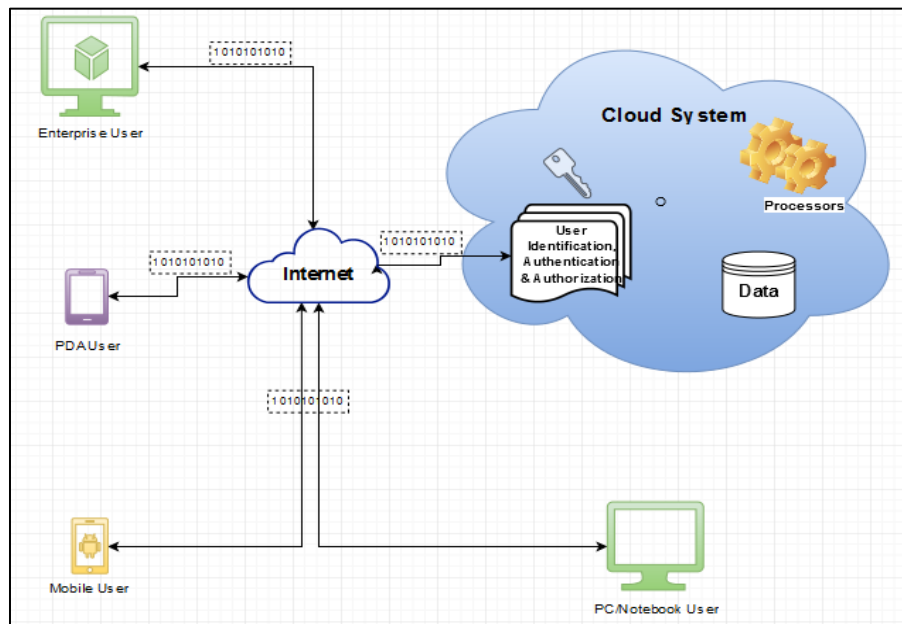 1010101010
Enterprise User
Cloud System
Processors
1010101010
User
Identification,
Authentication
& Authorization
1010101010
Internet
Data
PDAUser
1010101010
Mobile User
PC/Notebook User